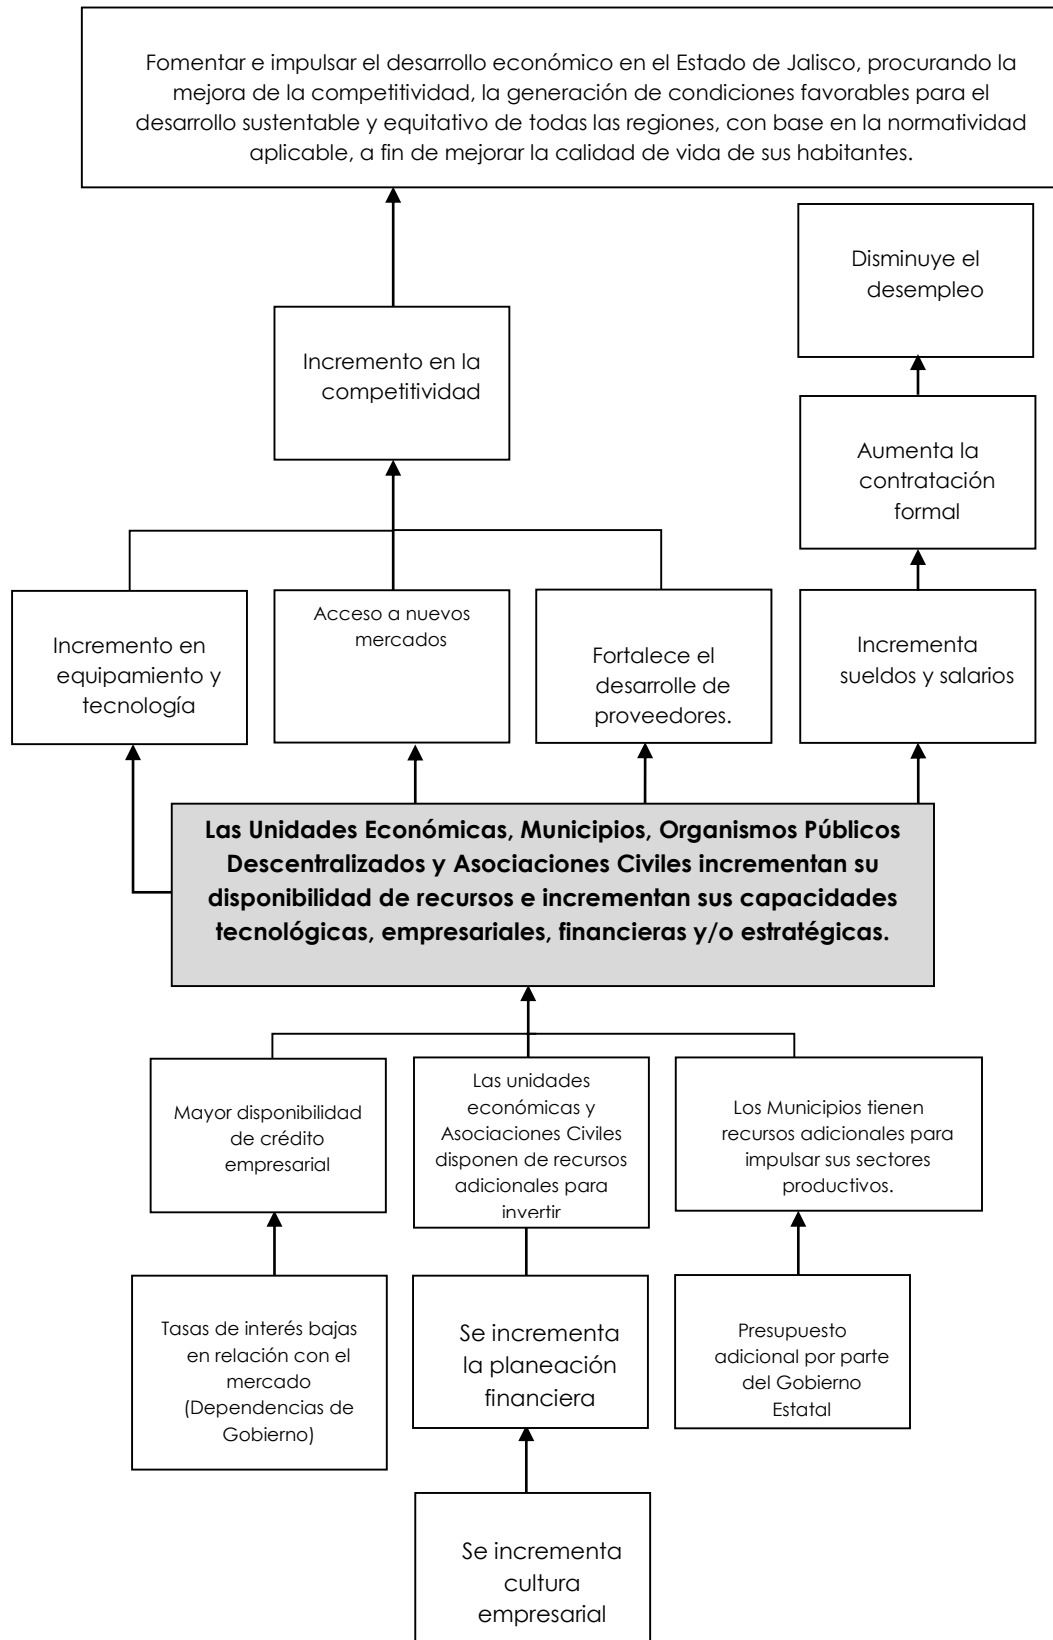 Fomentar e impulsar el desarrollo económico en el Estado de Jalisco, procurando la
mejora de la competitividad, la generación de condiciones favorables para el
desarrollo sustentable y equitativo de todas las regiones, con base en la normatividad
aplicable, a fin de mejorar la calidad de vida de sus habitantes.
Disminuye el
desempleo
Incremento en la
competitividad
Aumenta la
contratación
formal
Incremento en
equipamiento y
tecnología
Acceso a nuevos
mercados
Fortalece el
desarrolle de
proveedores.
Incrementa
sueldos y salarios
Las Unidades Económicas, Municipios, Organismos Públicos
Descentralizados y Asociaciones Civiles incrementan su
disponibilidad de recursos e incrementan sus capacidades
tecnológicas, empresariales, financieras y/o estratégicas.
Mayor disponibilidad
de crédito
empresarial
Las unidades
económicas y
Asociaciones Civiles
disponen de recursos
adicionales para
invertir
Los Municipios tienen
recursos adicionales para
impulsar sus sectores
productivos.
Tasas de interés bajas
en relación con el
mercado
(Dependencias de
Gobierno)
Se incrementa
la planeación
financiera
Presupuesto
adicional por parte
del Gobierno
Estatal
Se incrementa
cultura
empresarial